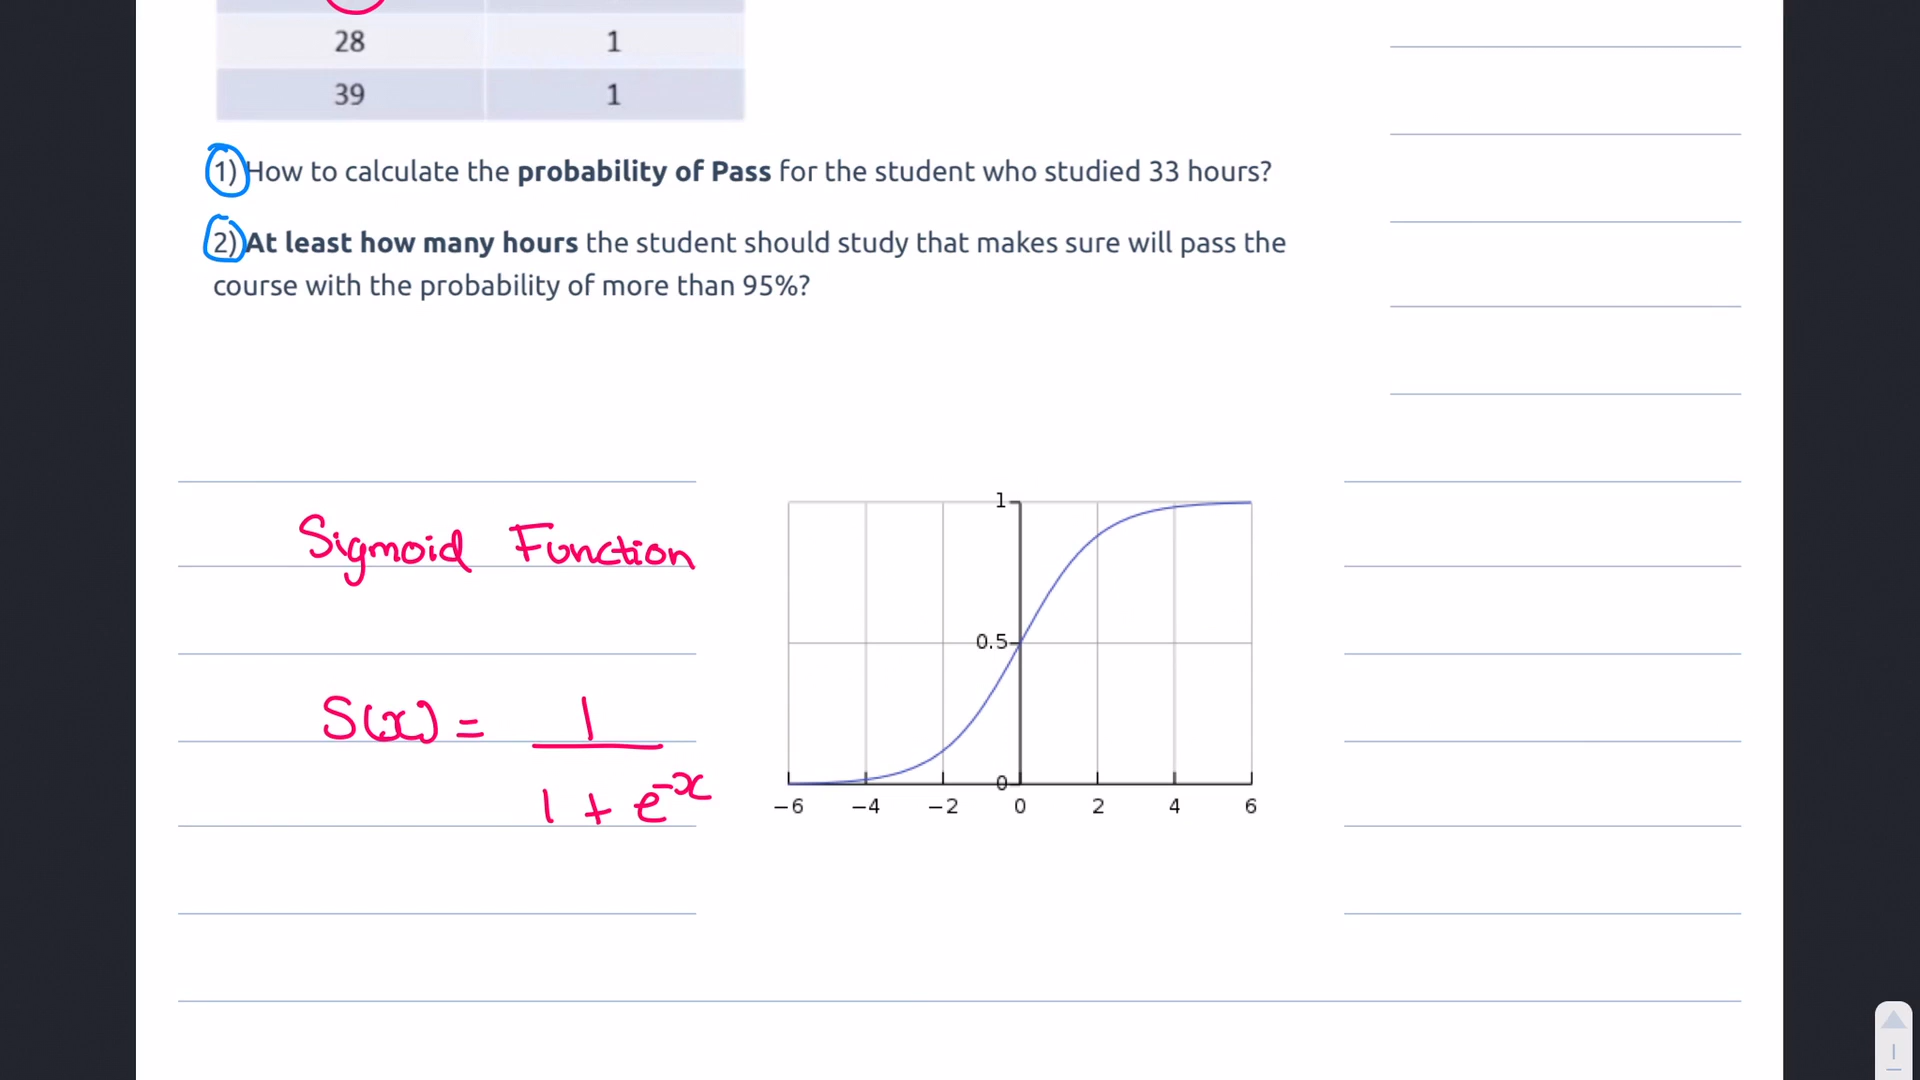 28 1
39 1
1) How to calculate the probability of Pass for the student who studied 33 hours?
2) At least how many hours the student should study that makes sure will pass the
course with the probability of more than 95%?
Sigmoid Function
S(x) = 1
1 + e^-x
1
0.5
0
-6 -4 -2 0 2 4 6